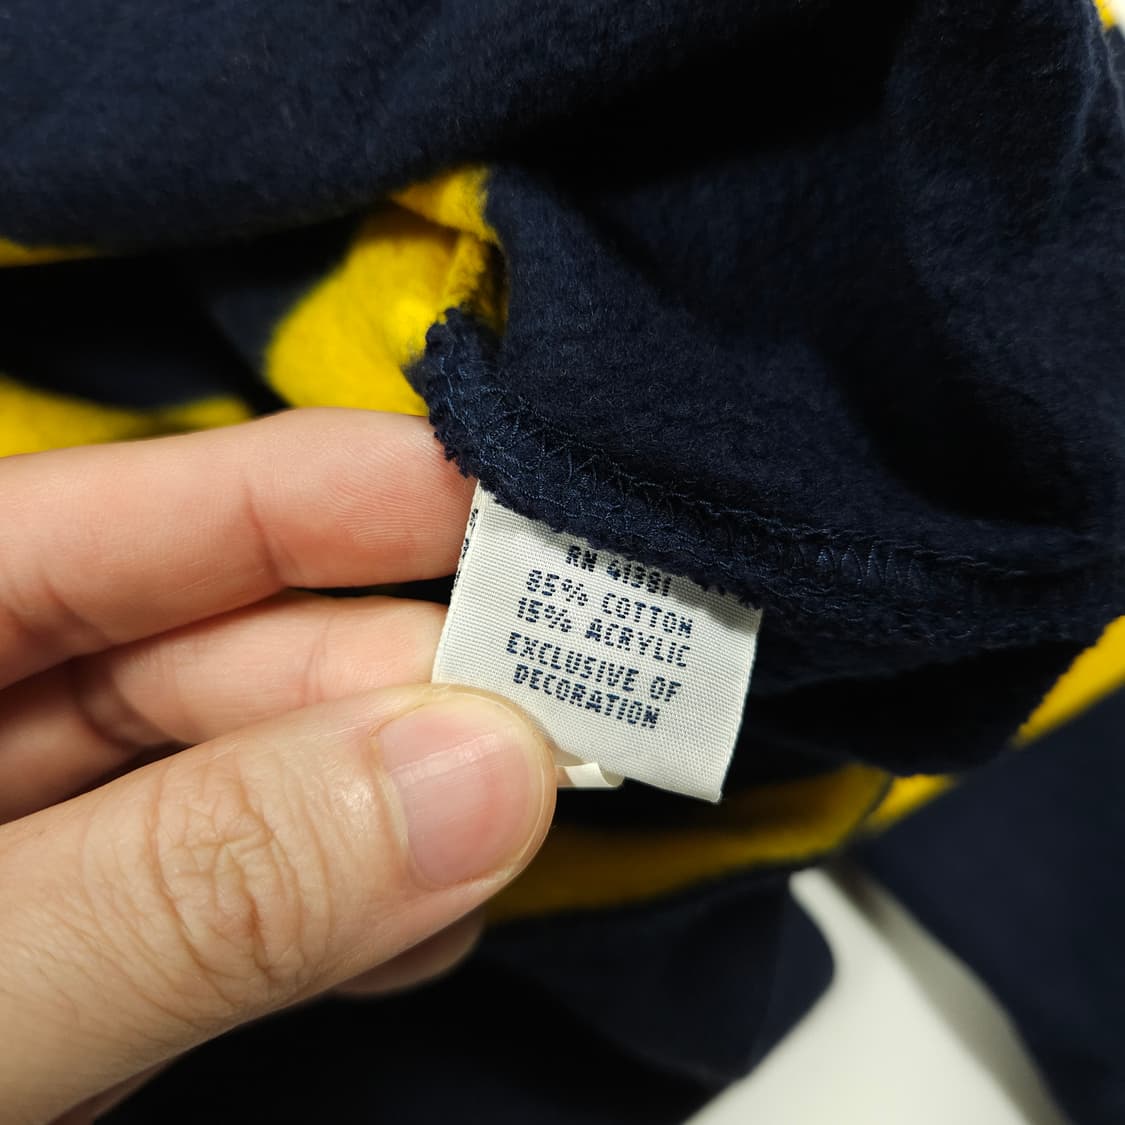 RN 41381
85% COTTON
15% ACRYLIC
EXCLUSIVE OF
DECORATION